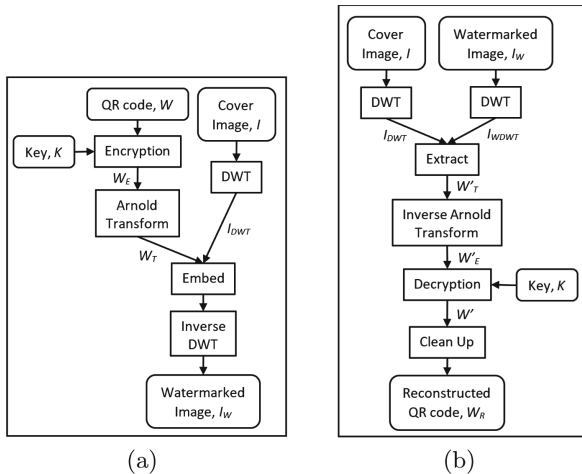 QR code, W
Cover
Image, I
Key, K
Encryption
DWT
W_E
Arnold
Transform
I_DWT
W_T
Embed
Inverse
DWT
Watermarked
Image, I_W
(a)
Cover
Image, I
Watermarked
Image, I_W
DWT
DWT
I_DWT
I_WDWT
Extract
W'_T
Inverse Arnold
Transform
W'_E
Decryption
Key, K
W'
Clean Up
Reconstructed
QR code, W_R
(b)